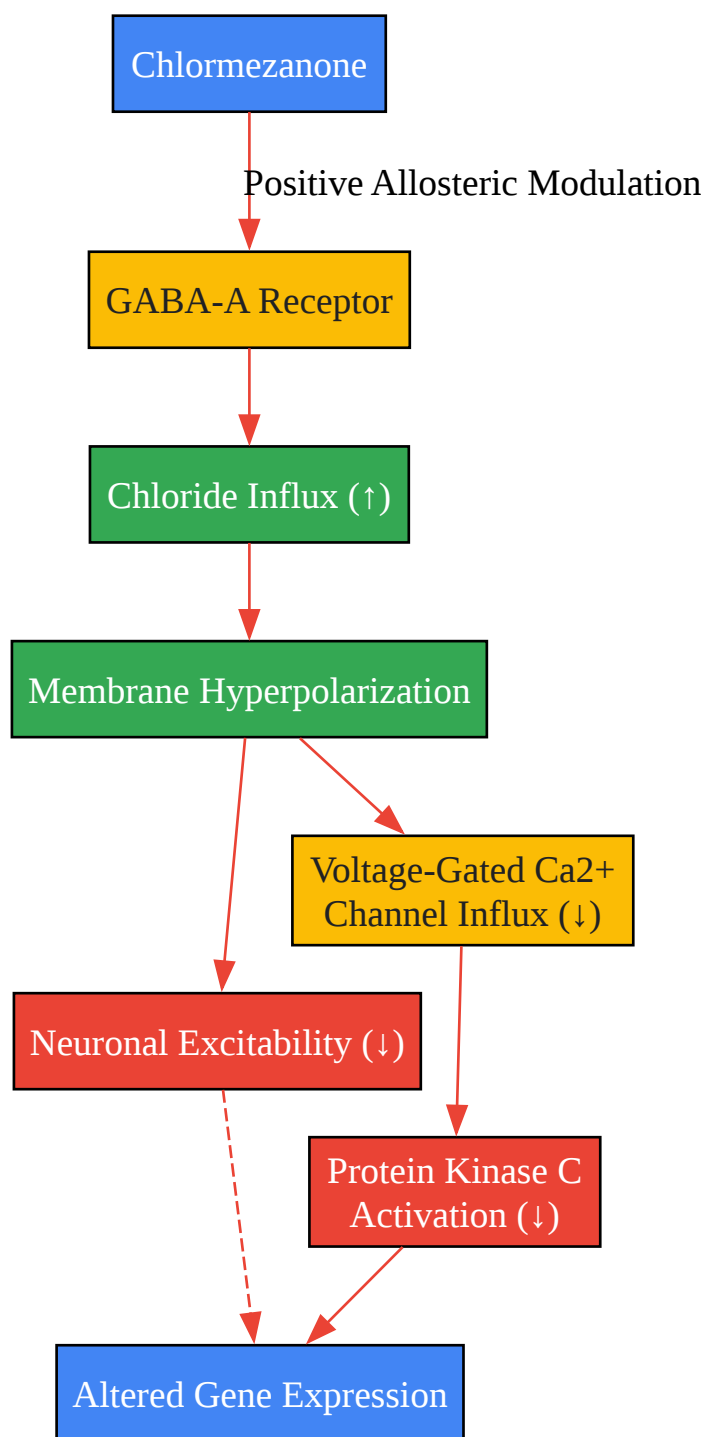 Chlormezanone
Positive Allosteric Modulation
GABA-A Receptor
Chloride Influx (↑)
Membrane Hyperpolarization
Voltage-Gated Ca2+
Channel Influx (↓)
Neuronal Excitability (↓)
Protein Kinase C
Activation (↓)
Altered Gene Expression